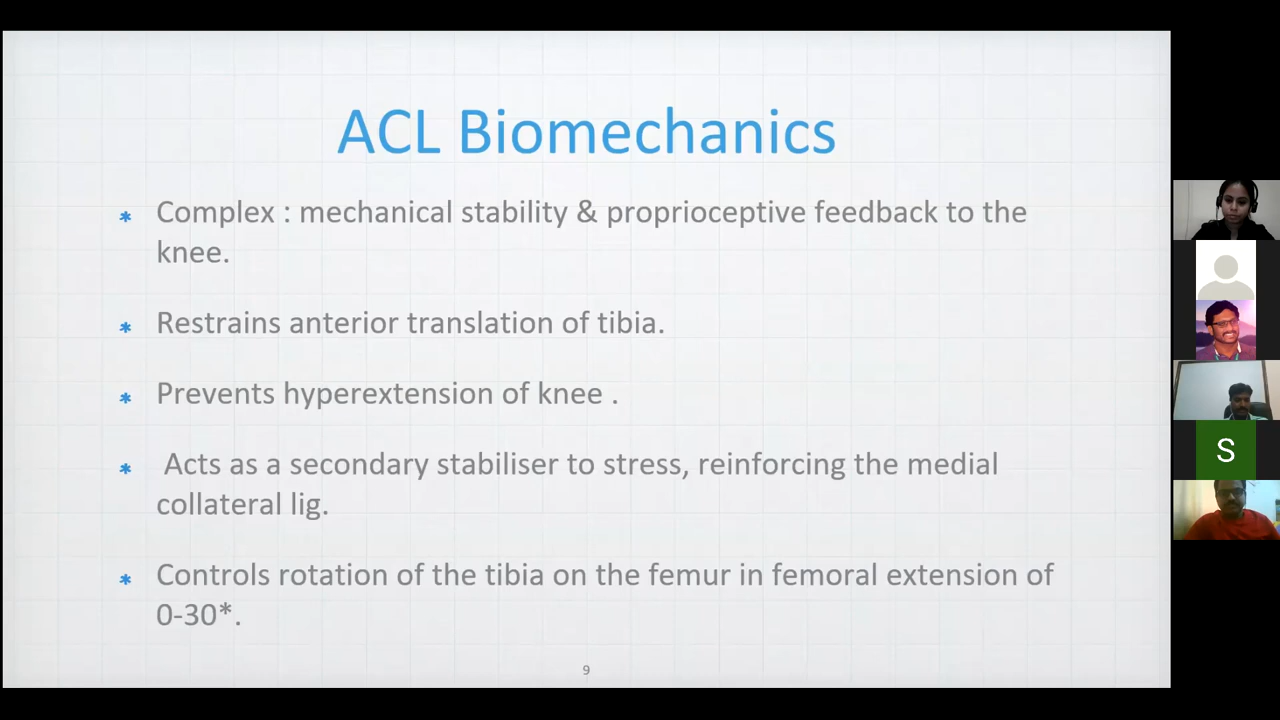 ACL Biomechanics
* Complex : mechanical stability & proprioceptive feedback to the
knee.
* Restrains anterior translation of tibia.
* Prevents hyperextension of knee .
* Acts as a secondary stabiliser to stress, reinforcing the medial
collateral lig.
* Controls rotation of the tibia on the femur in femoral extension of
0-30*.
9
S